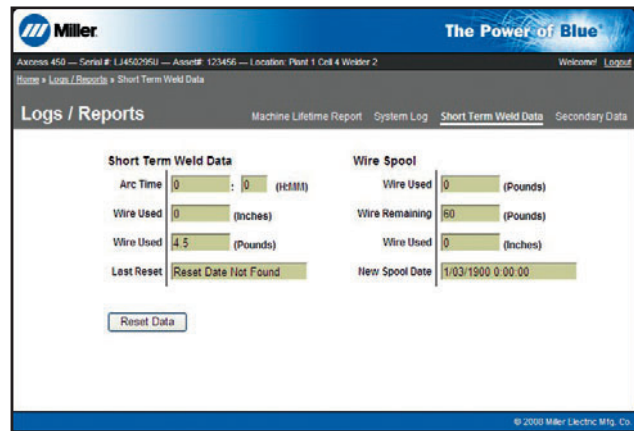 Miller
The Power of Blue
Axcess 450 — Serial #: LJ450295U — Asset#: 123456 — Location: Plant 1 Cell 4 Welder 2
Welcome! Logout
Home » Logs / Reports » Short Term Weld Data
Logs / Reports
Machine Lifetime Report System Log Short Term Weld Data Secondary Data
Short Term Weld Data
Arc Time 0 : 0 (H:MM)
Wire Used 0 (Inches)
Wire Used 4.5 (Pounds)
Last Reset Reset Date Not Found
Wire Spool
Wire Used 0 (Pounds)
Wire Remaining 60 (Pounds)
Wire Used 0 (Inches)
New Spool Date 1/03/1900 0:00:00
Reset Data
© 2008 Miller Electric Mfg. Co.